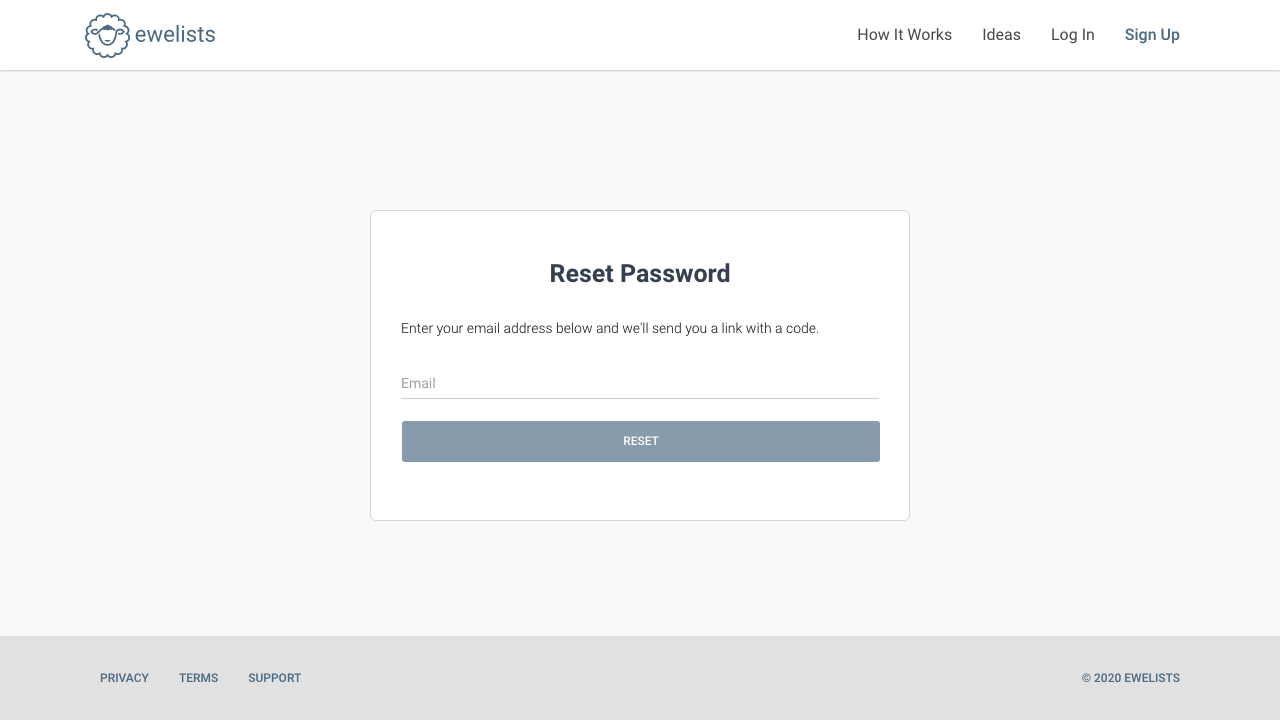 ewelists
How It Works
Ideas
Log In
Sign Up
Reset Password
Enter your email address below and we'll send you a link with a code.
Email
RESET
PRIVACY
TERMS
SUPPORT
© 2020 EWELISTS